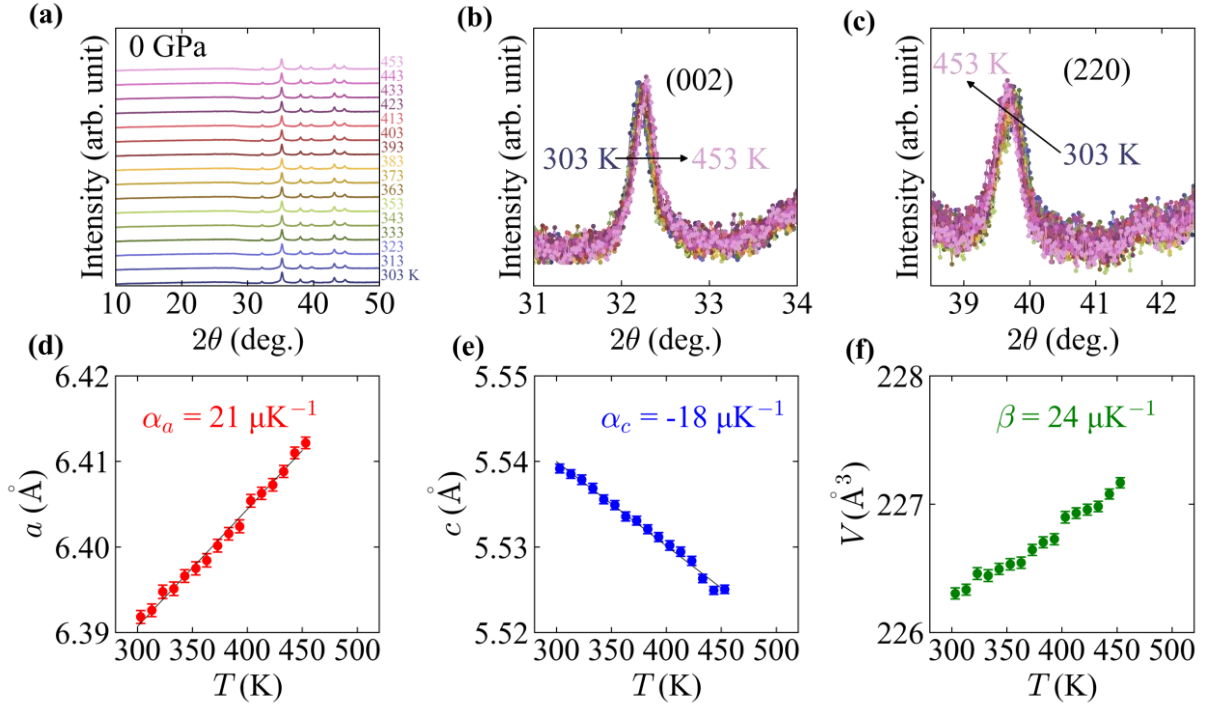 (a)
0 GPa
Intensity (arb. unit)
453
443
433
423
413
403
393
383
373
363
353
343
333
323
313
303 K
10 20 30 40 50
2θ (deg.)
(b)
(002)
303 K
453 K
Intensity (arb. unit)
31 32 33 34
2θ (deg.)
(c)
453 K
(220)
303 K
Intensity (arb. unit)
39 40 41 42
2θ (deg.)
(d)
αₐ = 21 μK⁻¹
a (Å)
6.42
6.41
6.40
6.39
300 350 400 450 500
T (K)
(e)
α_c = -18 μK⁻¹
c (Å)
5.55
5.54
5.53
5.52
300 350 400 450 500
T (K)
(f)
β = 24 μK⁻¹
V (Å³)
228
227
226
300 350 400 450 500
T (K)